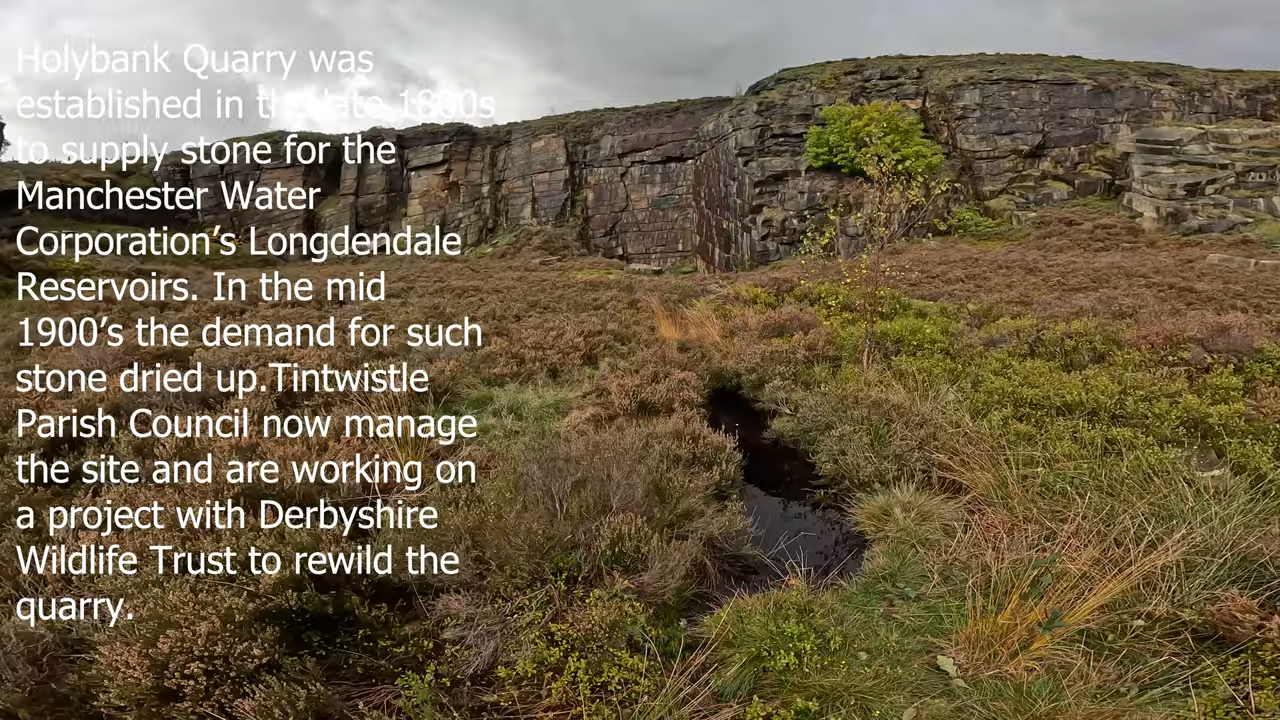 Holybank Quarry was
established in the late 1800s
to supply stone for the
Manchester Water
Corporation’s Longdendale
Reservoirs. In the mid
1900’s the demand for such
stone dried up.Tintwistle
Parish Council now manage
the site and are working on
a project with Derbyshire
Wildlife Trust to rewild the
quarry.